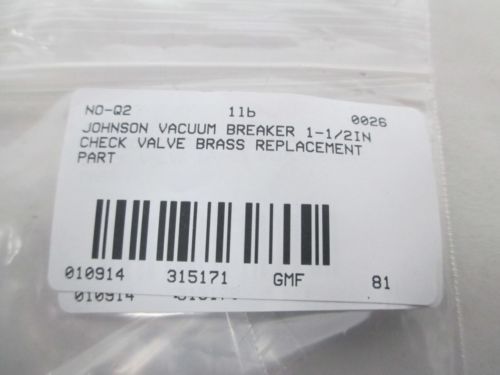 NO-Q2 11b 0026
JOHNSON VACUUM BREAKER 1-1/2IN
CHECK VALVE BRASS REPLACEMENT
PART
010914 315171 GMF 81
010914